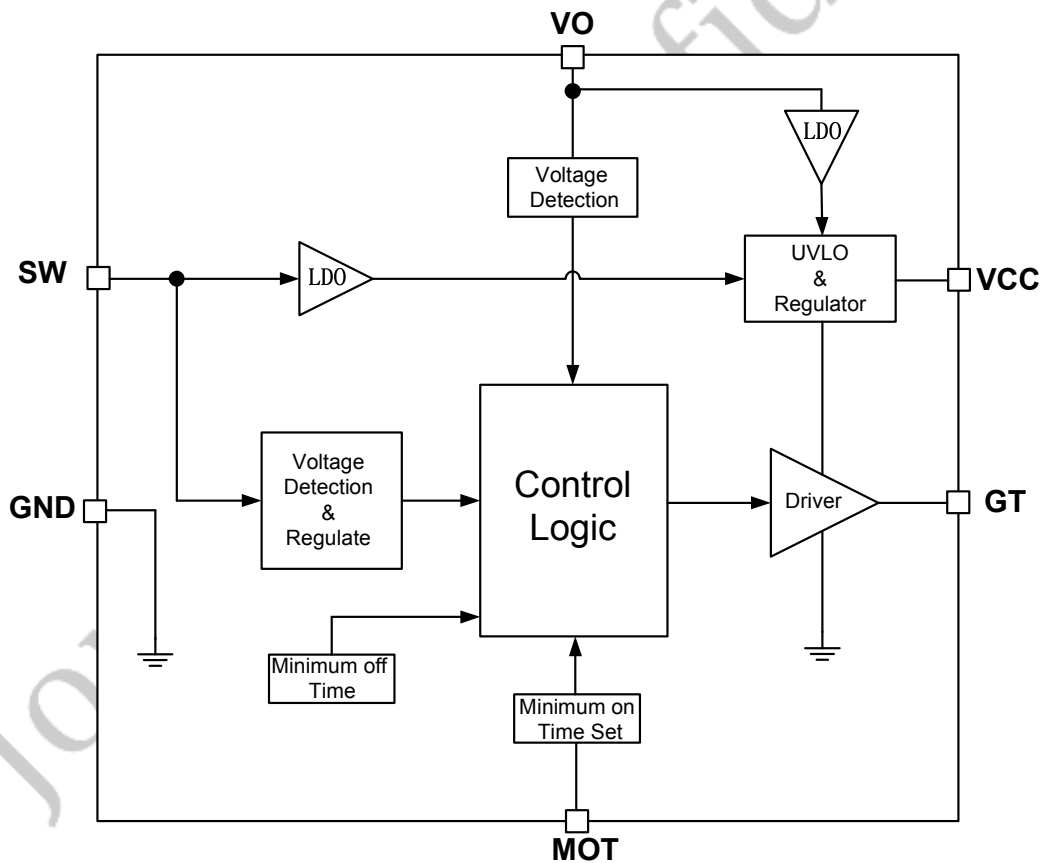 VO
LDO
Voltage
Detection
SW
LDO
UVLO
&
Regulator
VCC
Voltage
Detection
&
Regulate
Control
Logic
GND
Driver
GT
Minimum off
Time
Minimum on
Time Set
MOT